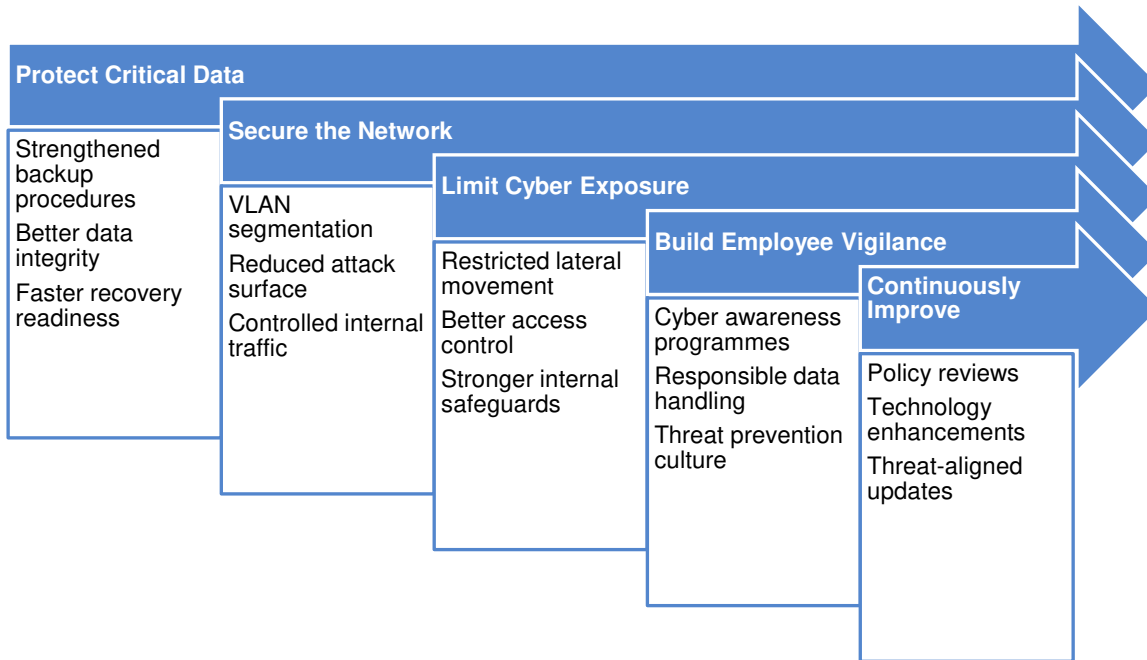 Protect Critical Data
Strengthened
backup
procedures
Better data
integrity
Faster recovery
readiness
Secure the Network
VLAN
segmentation
Reduced attack
surface
Controlled internal
traffic
Limit Cyber Exposure
Restricted lateral
movement
Better access
control
Stronger internal
safeguards
Build Employee Vigilance
Cyber awareness
programmes
Responsible data
handling
Threat prevention
culture
Continuously
Improve
Policy reviews
Technology
enhancements
Threat-aligned
updates